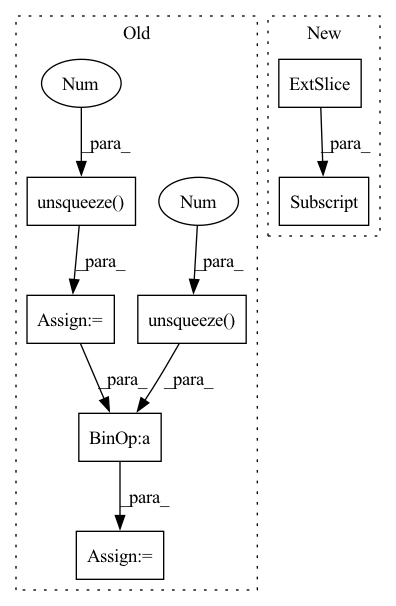 Old
New
Num
ExtSlice
_para_
_para_
unsqueeze()
Num
Subscript
_para_
_para_
Assign:=
unsqueeze()
_para_
_para_
BinOp:a
_para_
Assign:=